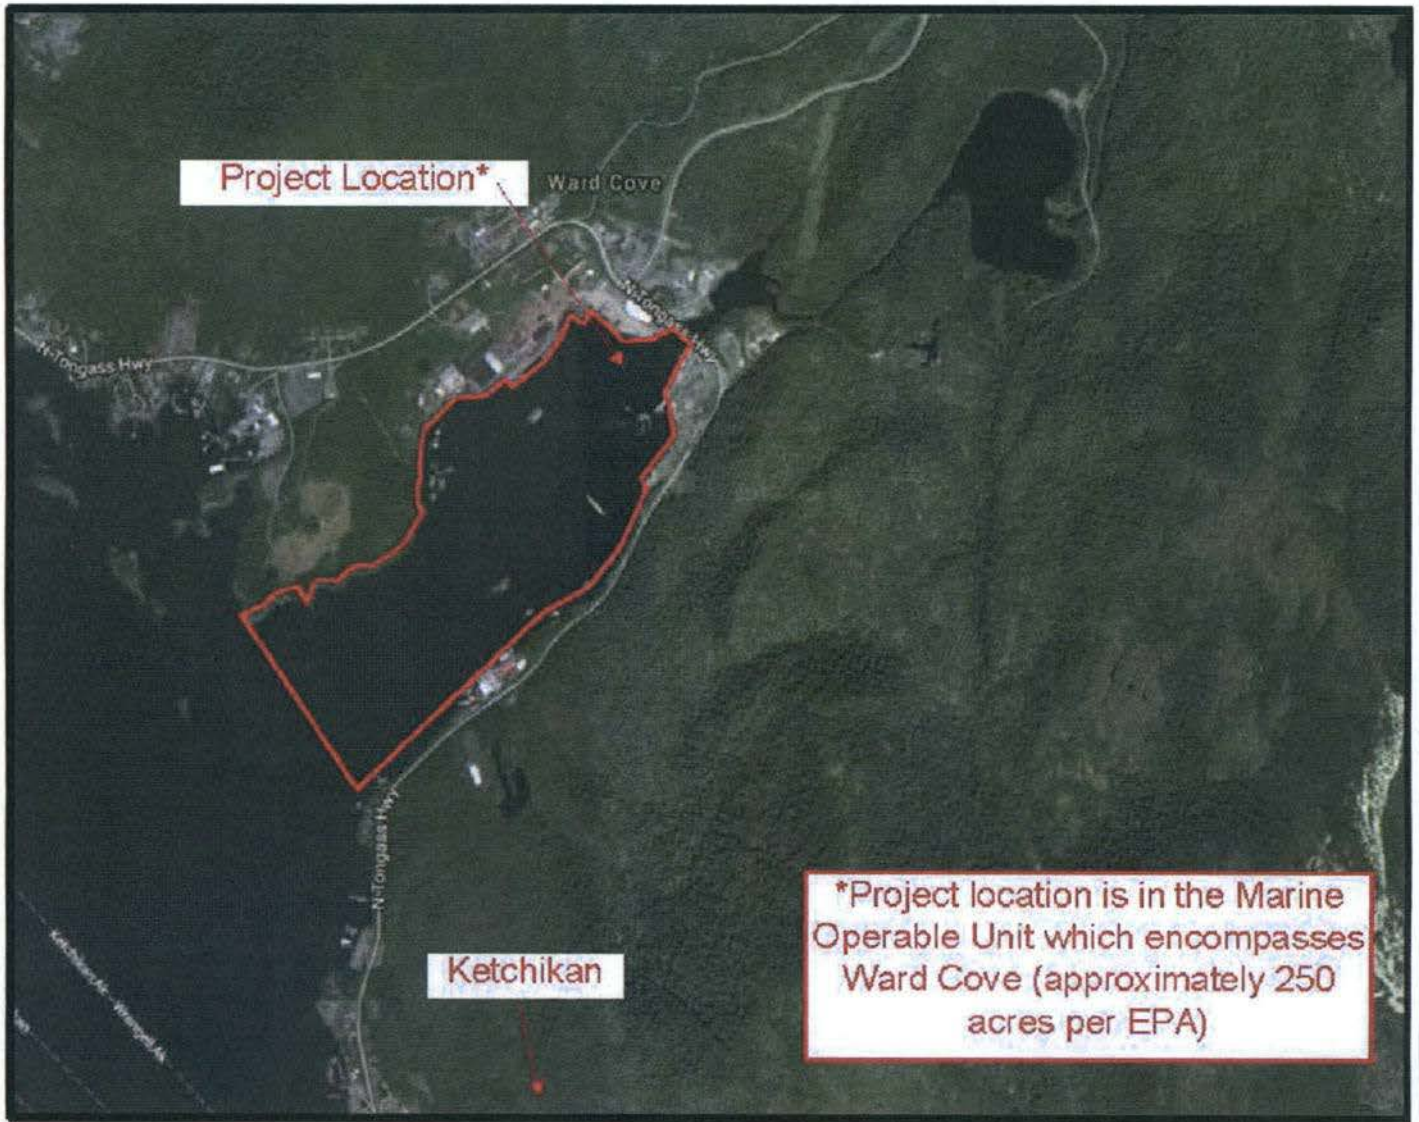 Project Location*
Ward Cove
N-Tongass Hwy
N-Tongass Hwy
N-Tongass Hwy
Ketchikan
*Project location is in the Marine
Operable Unit which encompasses
Ward Cove (approximately 250
acres per EPA)